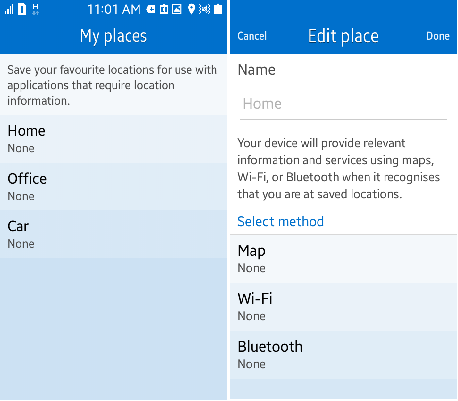 H
11:01 AM
My places
Save your favourite locations for use with
applications that require location
information.
Home
None
Office
None
Car
None
Cancel
Edit place
Done
Name
Home
Your device will provide relevant
information and services using maps,
Wi-Fi, or Bluetooth when it recognises
that you are at saved locations.
Select method
Map
None
Wi-Fi
None
Bluetooth
None